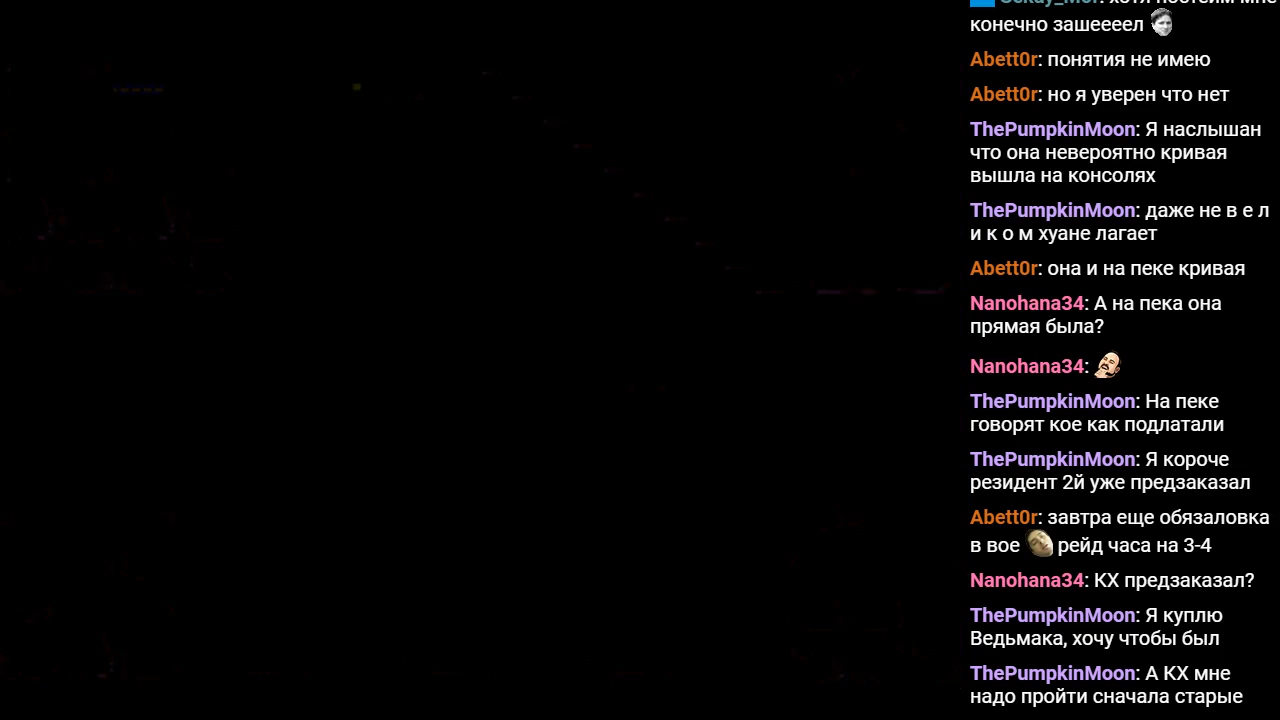 конечно зашеееел
Abett0r: понятия не имею
Abett0r: но я уверен что нет
ThePumpkinMoon: Я наслышан
что она невероятно кривая
вышла на консолях
ThePumpkinMoon: даже не в е л
и к о м хуане лагает
Abett0r: она и на пеке кривая
Nanohana34: А на пека она
прямая была?
Nanohana34:
ThePumpkinMoon: На пеке
говорят кое как подлатали
ThePumpkinMoon: Я короче
резидент 2й уже предзаказал
Abett0r: завтра еще обязаловка
в вое рейд часа на 3-4
Nanohana34: КХ предзаказал?
ThePumpkinMoon: Я куплю
Ведьмака, хочу чтобы был
ThePumpkinMoon: А КХ мне
надо пройти сначала старые